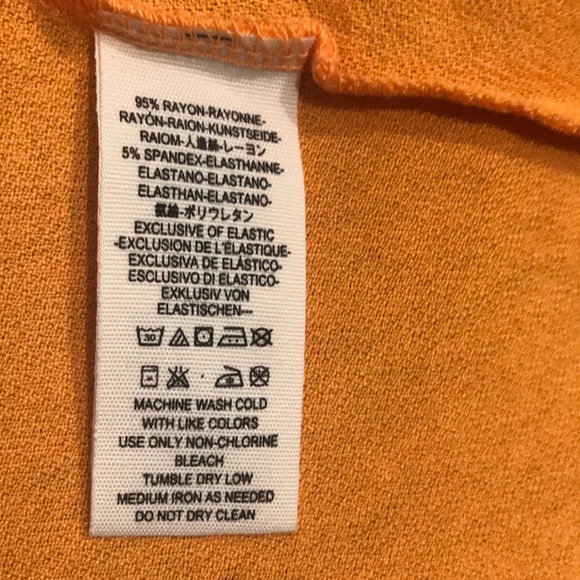 95% RAYON-RAYONNE-
RAYÓN-RAION-KUNSTSEIDE-
RAIOM-人造絲-レーヨン
5% SPANDEX-ELASTHANNE-
ELASTANO-ELASTANO-
ELASTHAN-ELASTANO-
氨綸-ポリウレタン
EXCLUSIVE OF ELASTIC
-EXCLUSION DE L'ÉLASTIQUE-
EXCLUSIVA DE ELÁSTICO-
ESCLUSIVO DI ELASTICO-
EXKLUSIV VON
ELASTISCHEN---
30
MACHINE WASH COLD
WITH LIKE COLORS
USE ONLY NON-CHLORINE
BLEACH
TUMBLE DRY LOW
MEDIUM IRON AS NEEDED
DO NOT DRY CLEAN